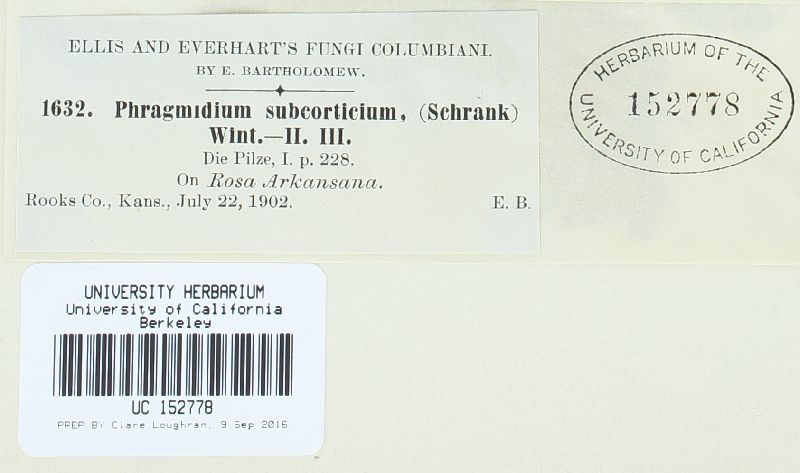 ELLIS AND EVERHART'S FUNGI COLUMBIANI.
BY E. BARTHOLOMEW.
1632. Phragmidium subcorticium, (Schrank)
Wint.—II. III.
Die Pilze, I. p. 228.
On Rosa Arkansana.
Rooks Co., Kans., July 22, 1902. E. B.
HERBARIUM OF THE
152778
UNIVERSITY OF CALIFORNIA
UNIVERSITY HERBARIUM
University of California
Berkeley
UC 152778
PREP BY Clare Loughran, 9 Sep 2016